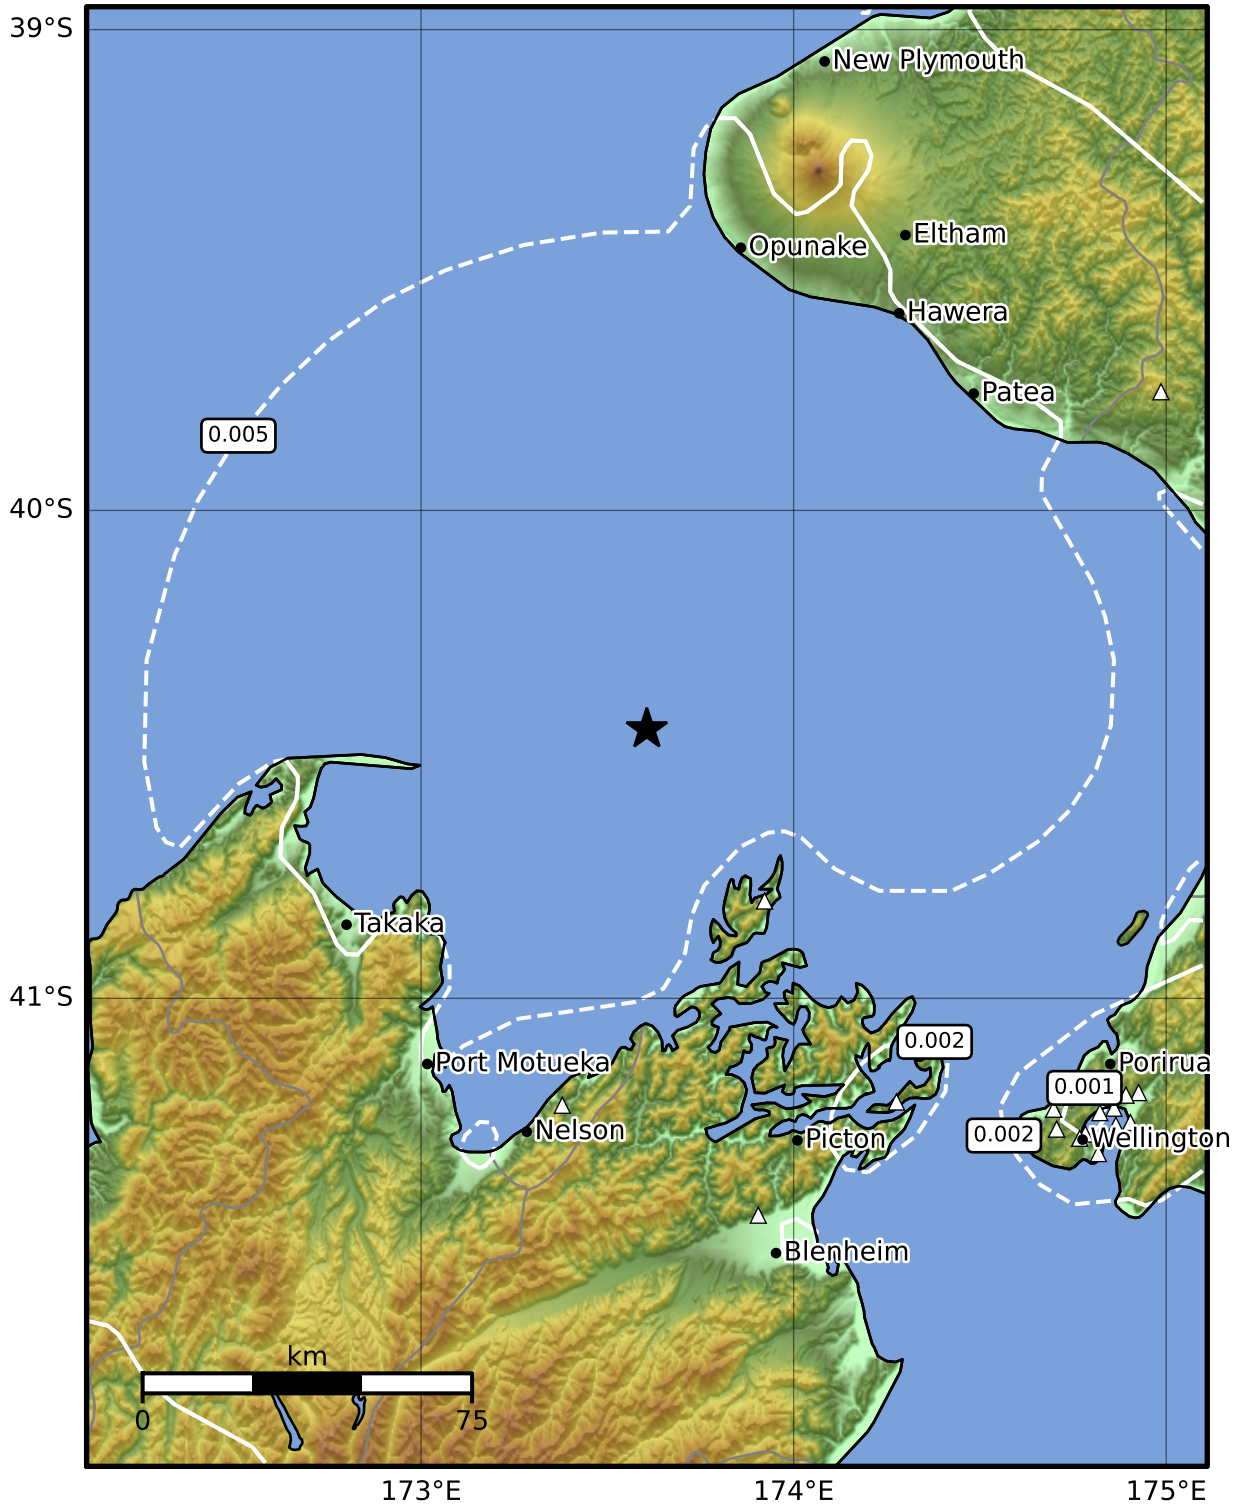 39°S
New Plymouth
Eltham
Opunake
Hawera
Patea
0.005
40°S
Takaka
41°S
0.002
Port Motueka
Porirua
0.001
Nelson
0.002
Picton
Wellington
Blenheim
km
0
75
173°E
174°E
175°E